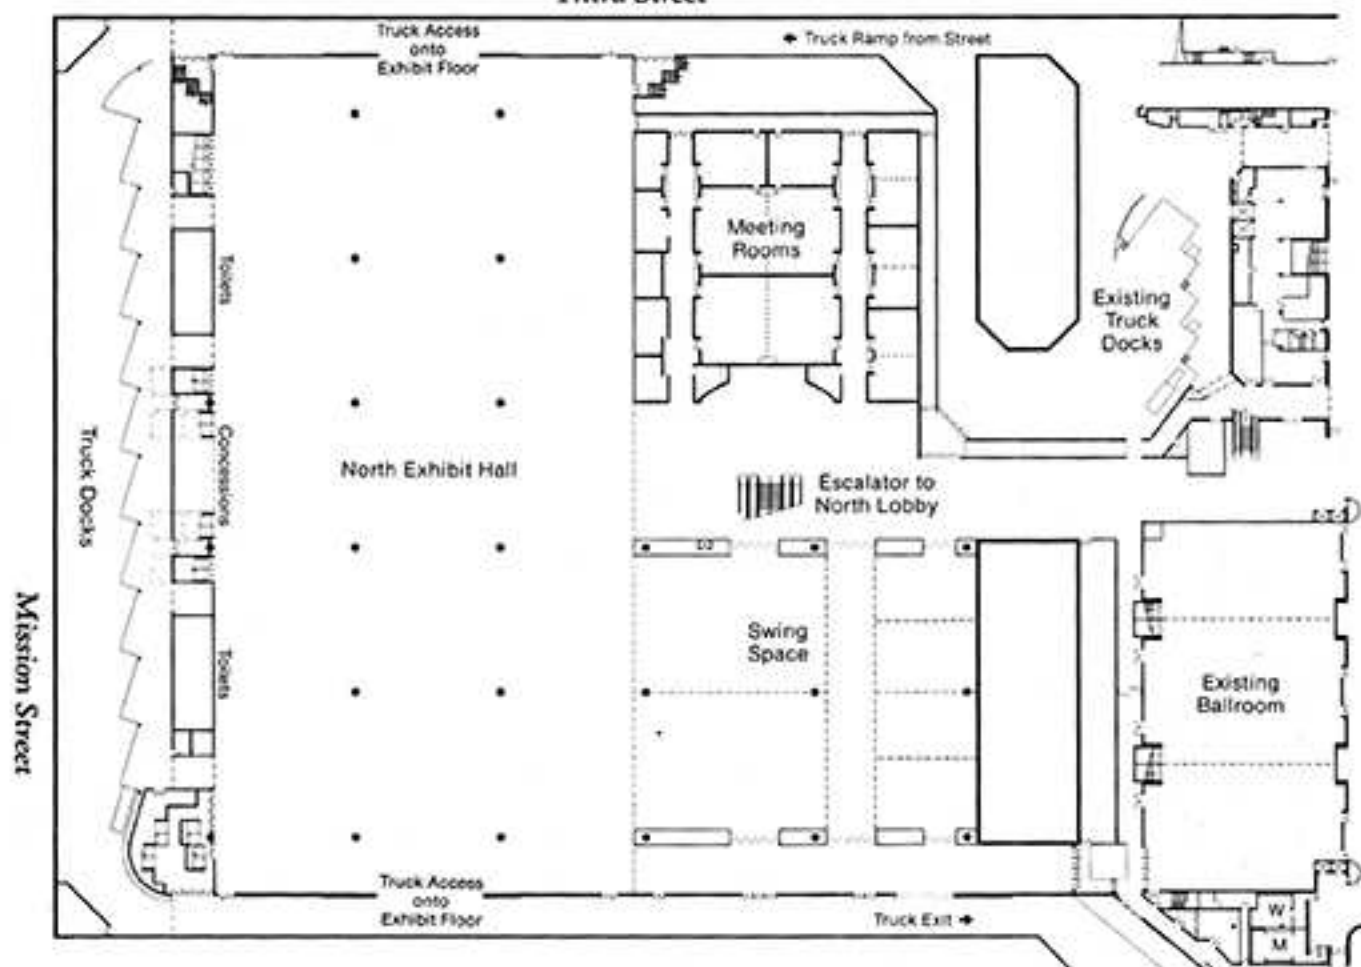 Third Street
Truck Access
onto
Exhibit Floor
Truck Ramp from Street
Meeting
Rooms
Toilets
Existing
Truck
Docks
Truck Docks
Concessions
North Exhibit Hall
Escalator to
North Lobby
Mission Street
Toilets
Swing
Space
Existing
Ballroom
Truck Access
onto
Exhibit Floor
Truck Exit
W
M